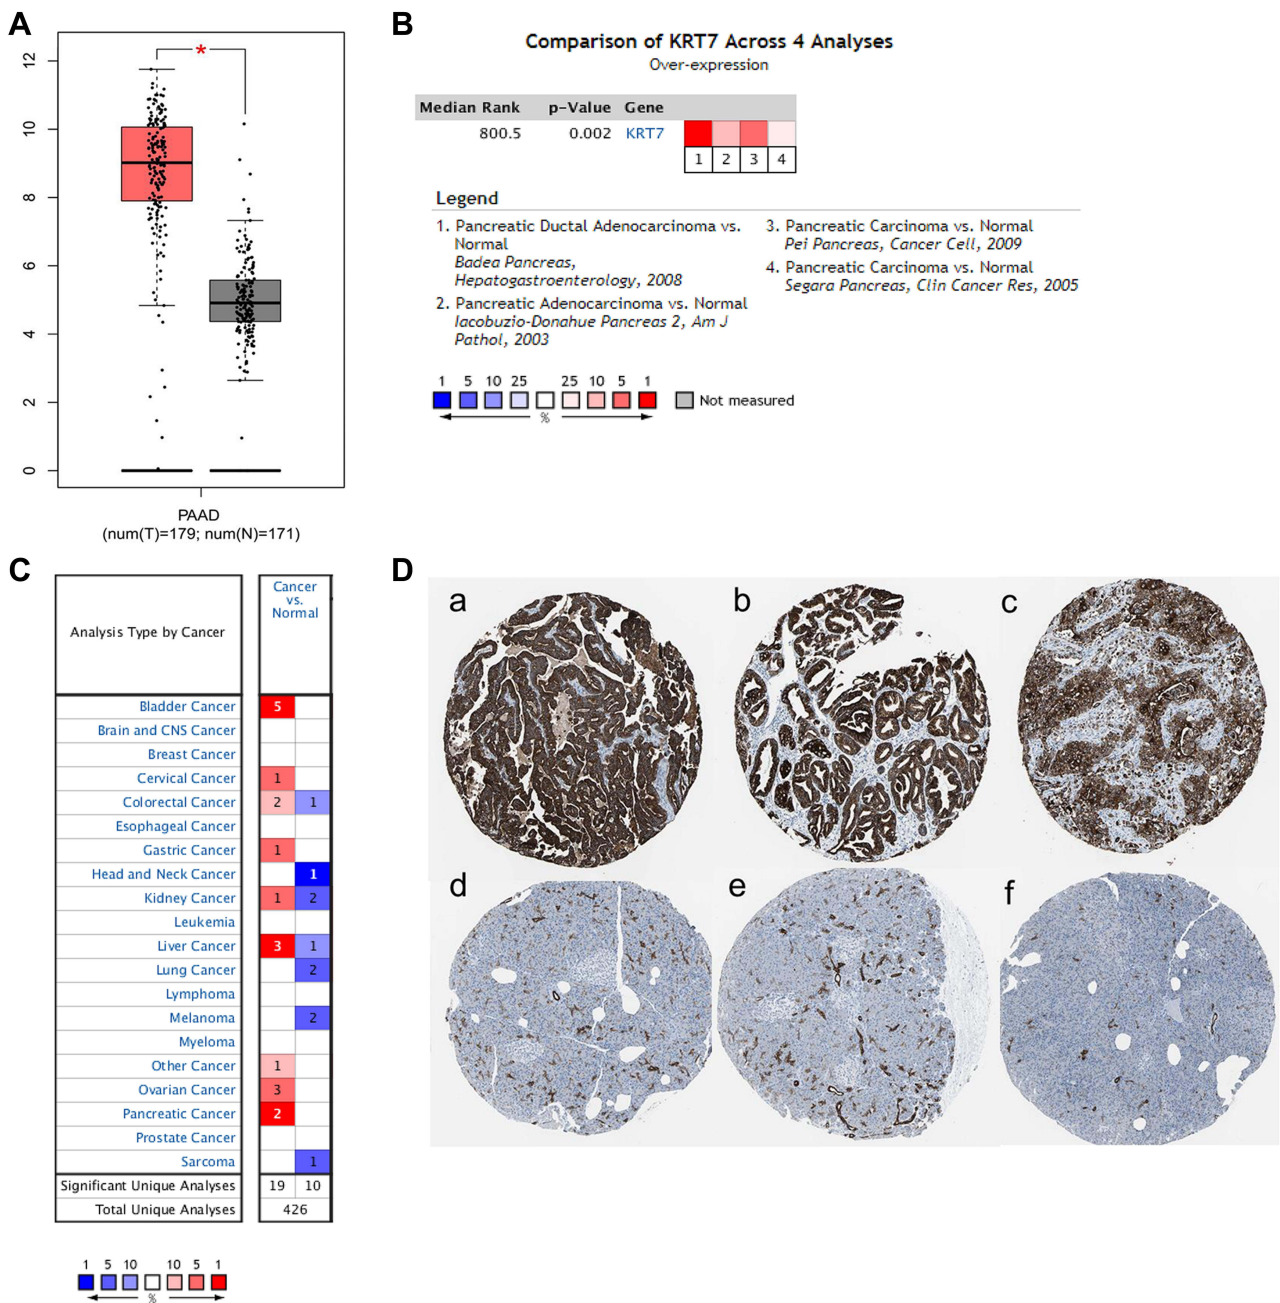 A
12
10
8
6
4
2
0
*
PAAD
(num(T)=179; num(N)=171)
B
Comparison of KRT7 Across 4 Analyses
Over-expression
Median Rank p-Value Gene
800.5 0.002 KRT7
1 2 3 4
Legend
1. Pancreatic Ductal Adenocarcinoma vs.
Normal
Badea Pancreas,
Hepatogastroenterology, 2008
2. Pancreatic Adenocarcinoma vs. Normal
Iacobuzio-Donahue Pancreas 2, Am J
Pathol, 2003
3. Pancreatic Carcinoma vs. Normal
Pei Pancreas, Cancer Cell, 2009
4. Pancreatic Carcinoma vs. Normal
Segara Pancreas, Clin Cancer Res, 2005
1 5 10 25 25 10 5 1
Not measured
%
C
Analysis Type by Cancer
Cancer
vs.
Normal
Bladder Cancer 5
Brain and CNS Cancer
Breast Cancer
Cervical Cancer 1
Colorectal Cancer 2 1
Esophageal Cancer
Gastric Cancer 1
Head and Neck Cancer 1
Kidney Cancer 1 2
Leukemia
Liver Cancer 3 1
Lung Cancer 2
Lymphoma
Melanoma 2
Myeloma
Other Cancer 1
Ovarian Cancer 3
Pancreatic Cancer 2
Prostate Cancer
Sarcoma 1
Significant Unique Analyses 19 10
Total Unique Analyses 426
1 5 10 10 5 1
%
D
a
b
c
d
e
f